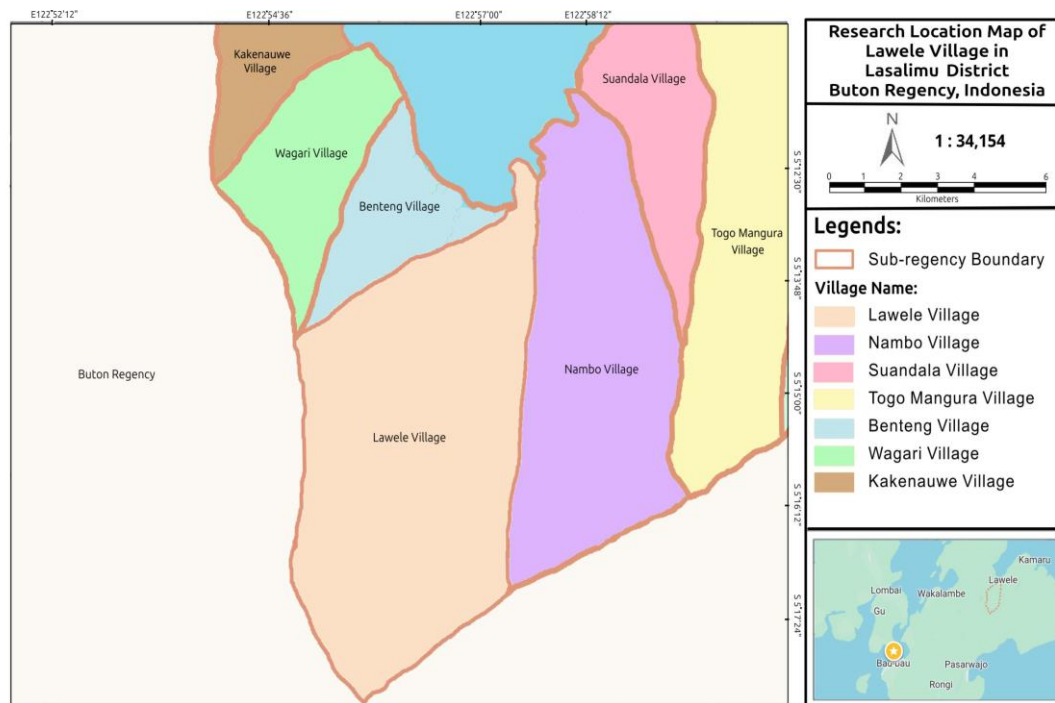 E122°52'12"
E122°54'36"
E122°57'00"
E122°58'12"
Kakenauwe
Village
Suandala Village
Wagari Village
Benteng Village
Togo Mangura
Village
Buton Regency
Nambo Village
Lawele Village
S 5°12'30"
S 5°13'48"
S 5°15'00"
S 5°16'12"
S 5°17'24"
Research Location Map of
Lawele Village in
Lasalimu District
Buton Regency, Indonesia
N
1 : 34,154
0 1 2 3 4 6
Kilometers
Legends:
Sub-regency Boundary
Village Name:
Lawele Village
Nambo Village
Suandala Village
Togo Mangura Village
Benteng Village
Wagari Village
Kakenauwe Village
Kamaru
Lawele
Lombai
Wakalambe
Gu
Bau-Bau
Pasarwajo
Rongi